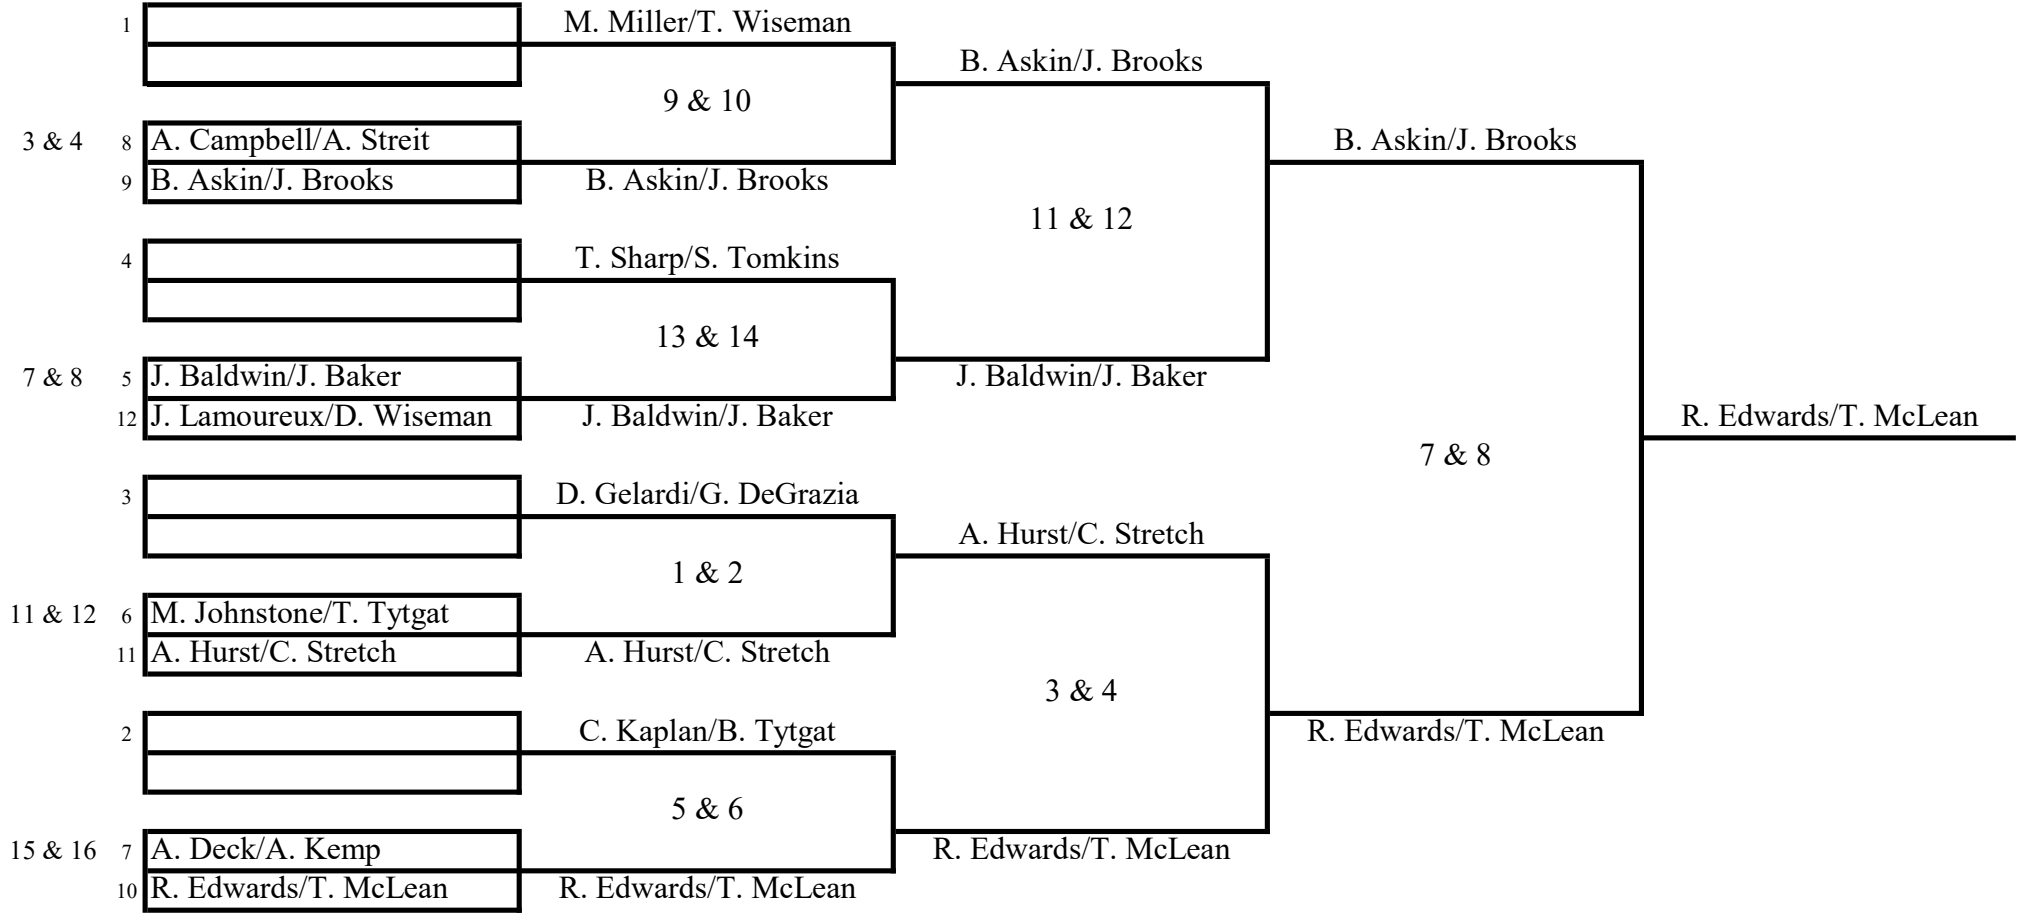 1 M. Miller/T. Wiseman
B. Askin/J. Brooks
9 & 10
3 & 4 8 A. Campbell/A. Streit B. Askin/J. Brooks
9 B. Askin/J. Brooks B. Askin/J. Brooks
11 & 12
4 T. Sharp/S. Tomkins
13 & 14
7 & 8 5 J. Baldwin/J. Baker J. Baldwin/J. Baker
12 J. Lamoureux/D. Wiseman J. Baldwin/J. Baker R. Edwards/T. McLean
7 & 8
3 D. Gelardi/G. DeGrazia
A. Hurst/C. Stretch
1 & 2
11 & 12 6 M. Johnstone/T. Tytgat
11 A. Hurst/C. Stretch A. Hurst/C. Stretch
3 & 4
2 C. Kaplan/B. Tytgat R. Edwards/T. McLean
5 & 6
15 & 16 7 A. Deck/A. Kemp R. Edwards/T. McLean
10 R. Edwards/T. McLean R. Edwards/T. McLean